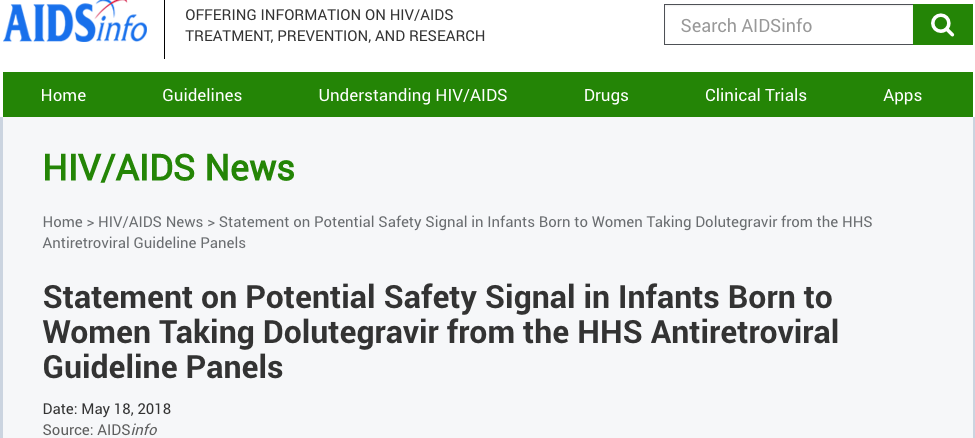 AIDSinfo
OFFERING INFORMATION ON HIV/AIDS
TREATMENT, PREVENTION, AND RESEARCH
Search AIDSinfo
Home Guidelines Understanding HIV/AIDS Drugs Clinical Trials Apps
HIV/AIDS News
Home > HIV/AIDS News > Statement on Potential Safety Signal in Infants Born to Women Taking Dolutegravir from the HHS
Antiretroviral Guideline Panels
Statement on Potential Safety Signal in Infants Born to
Women Taking Dolutegravir from the HHS Antiretroviral
Guideline Panels
Date: May 18, 2018
Source: AIDSinfo